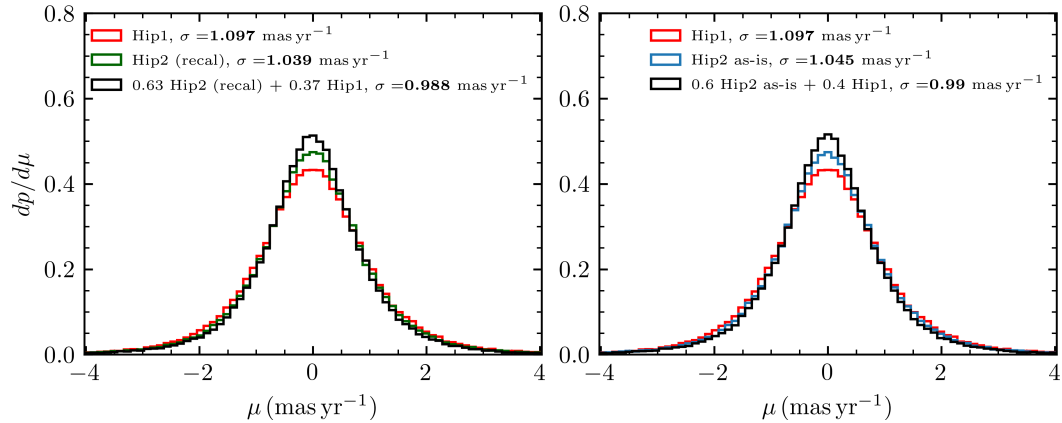 0.8
0.6
0.4
0.2
0.0
dp/dμ
Hip1, σ =1.097 mas yr⁻¹
Hip2 (recal), σ =1.039 mas yr⁻¹
0.63 Hip2 (recal) + 0.37 Hip1, σ =0.988 mas yr⁻¹
−4 −2 0 2 4
μ (mas yr⁻¹)
0.8
0.6
0.4
0.2
0.0
Hip1, σ =1.097 mas yr⁻¹
Hip2 as-is, σ =1.045 mas yr⁻¹
0.6 Hip2 as-is + 0.4 Hip1, σ =0.99 mas yr⁻¹
−4 −2 0 2 4
μ (mas yr⁻¹)